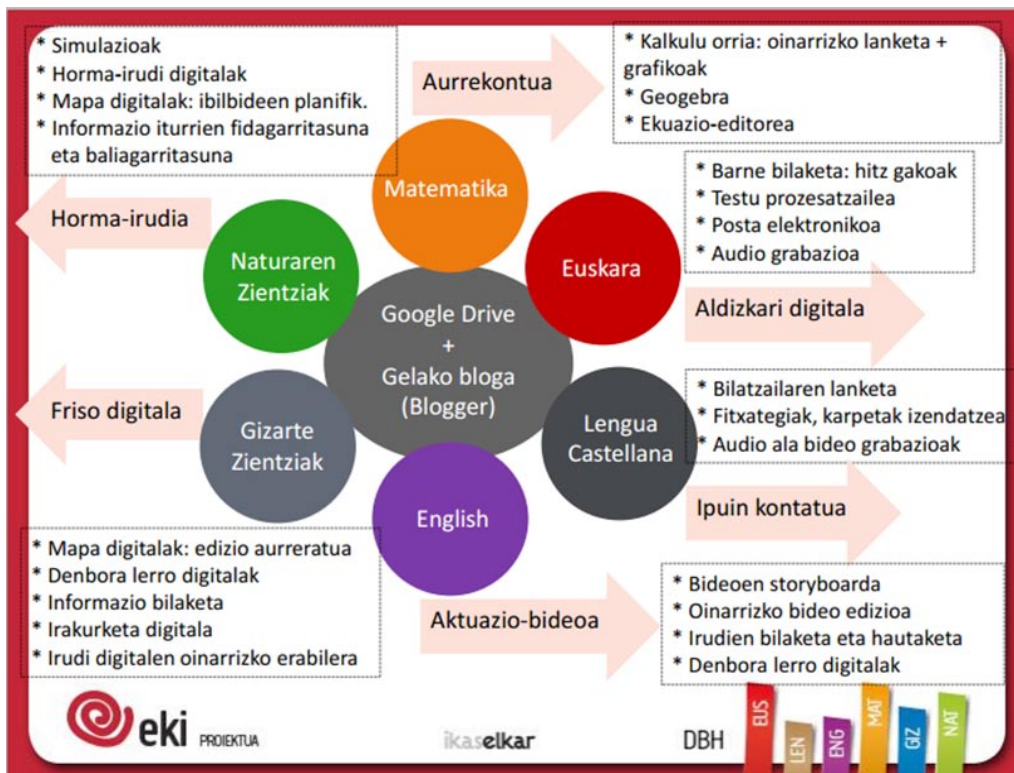 * Simulazioak
* Horma-irudi digitalak
* Mapa digitalak: ibilbideen planifik.
* Informazio iturrien fidagarritasuna
eta baliagarritasuna
Aurrekontua
* Kalkulu orria: oinarrizko lanketa +
grafikoak
* Geogebra
* Ekuazio-editorea
Horma-irudia
Naturaren
Zientziak
Matematika
Euskara
* Barne bilaketa: hitz gakoak
* Testu prozesatzailea
* Posta elektronikoa
* Audio grabazioa
Aldizkari digitala
Google Drive
+
Gelako bloga
(Blogger)
Friso digitala
Gizarte
Zientziak
English
Lengua
Castellana
* Bilatzailaren lanketa
* Fitxategiak, karpetak izendatzea
* Audio ala bideo grabazioak
Ipuin kontatua
* Mapa digitalak: edizio aurreratua
* Denbora lerro digitalak
* Informazio bilaketa
* Irakurketa digitala
* Irudi digitalen oinarrizko erabilera
Aktuazio-bideoa
* Bideoen storyboarda
* Oinarrizko bideo edizioa
* Irudien bilaketa eta hautaketa
* Denbora lerro digitalak
eki PROIEKTUA
ikaselkar
DBH
EUS
LEN
ENG
MAT
GIZ
NAT